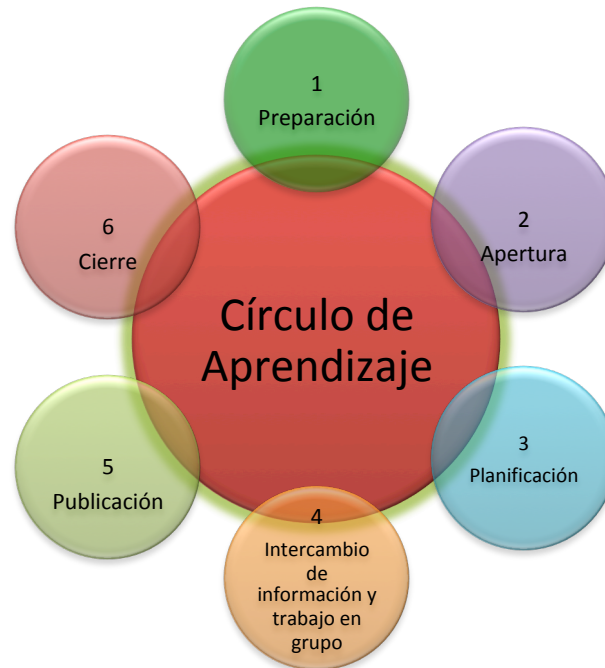 Círculo de
Aprendizaje
1
Preparación
2
Apertura
3
Planificación
4
Intercambio
de
información y
trabajo en
grupo
5
Publicación
6
Cierre